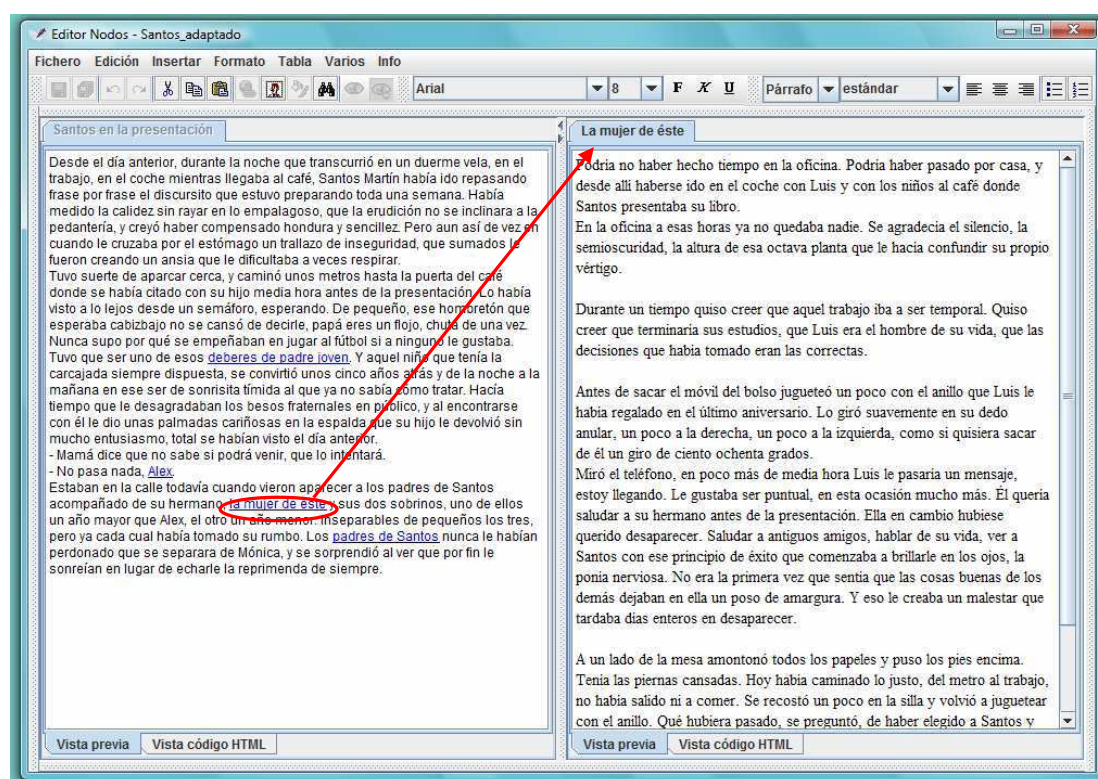 Editor Nodos - Santos_adaptado
Fichero Edición Insertar Formato Tabla Varios Info
Arial 8 F K U Párrafo estándar
Santos en la presentación
Desde el día anterior, durante la noche que transcurrió en un duerme vela, en el
trabajo, en el coche mientras llegaba al café, Santos Martín había ido repasando
frase por frase el discursito que estuvo preparando toda una semana. Había
medido la calidez sin rayar en lo empalagoso, que la erudición no se inclinara a la
pedantería, y creyó haber compensado hondura y sencillez. Pero aun así de vez en
cuando le cruzaba por el estómago un trallazo de inseguridad, que sumados le
fueron creando un ansia que le dificultaba a veces respirar.
Tuvo suerte de aparcar cerca, y caminó unos metros hasta la puerta del café
donde se había citado con su hijo media hora antes de la presentación. Lo había
visto a lo lejos desde un semáforo, esperando. De pequeño, ese hombretón que
esperaba cabizbajo no se cansó de decirle, papá eres un flojo, chuta de una vez.
Nunca supo por qué se empeñaban en jugar al fútbol si a ninguno le gustaba.
Tuvo que ser uno de esos deberes de padre joven. Y aquel niño que tenía la
carcajada siempre dispuesta, se convirtió unos cinco años atrás y de la noche a la
mañana en ese ser de sonrisita tímida al que ya no sabía cómo tratar. Hacía
tiempo que le desagradaban los besos fraternales en público, y al encontrarse
con él le dio unas palmadas cariñosas en la espalda que su hijo le devolvió sin
mucho entusiasmo, total se habían visto el día anterior.
- Mamá dice que no sabe si podrá venir, que lo intentará.
- No pasa nada, Alex.
Estaban en la calle todavía cuando vieron aparecer a los padres de Santos
acompañado de su hermano, la mujer de éste y sus dos sobrinos, uno de ellos
un año mayor que Alex, el otro un año menor. Inseparables de pequeños los tres,
pero ya cada cual había tomado su rumbo. Los padres de Santos nunca le habían
perdonado que se separara de Mónica, y se sorprendió al ver que por fin le
sonreían en lugar de echarle la reprimenda de siempre.
Vista previa Vista código HTML
La mujer de éste
Podría no haber hecho tiempo en la oficina. Podría haber pasado por casa, y
desde allí haberse ido en el coche con Luis y con los niños al café donde
Santos presentaba su libro.
En la oficina a esas horas ya no quedaba nadie. Se agradecía el silencio, la
semioscuridad, la altura de esa octava planta que le hacía confundir su propio
vértigo.
Durante un tiempo quiso creer que aquel trabajo iba a ser temporal. Quiso
creer que terminaría sus estudios, que Luis era el hombre de su vida, que las
decisiones que había tomado eran las correctas.
Antes de sacar el móvil del bolso jugueteó un poco con el anillo que Luis le
había regalado en el último aniversario. Lo giró suavemente en su dedo
anular, un poco a la derecha, un poco a la izquierda, como si quisiera sacar
de él un giro de ciento ochenta grados.
Miró el teléfono, en poco más de media hora Luis le pasaría un mensaje,
estoy llegando. Le gustaba ser puntual, en esta ocasión mucho más. Él quería
saludar a su hermano antes de la presentación. Ella en cambio hubiese
querido desaparecer. Saludar a antiguos amigos, hablar de su vida, ver a
Santos con ese principio de éxito que comenzaba a brillarle en los ojos, la
ponía nerviosa. No era la primera vez que sentía que las cosas buenas de los
demás dejaban en ella un poso de amargura. Y eso le creaba un malestar que
tardaba días enteros en desaparecer.
A un lado de la mesa amontonó todos los papeles y puso los pies encima.
Tenía las piernas cansadas. Hoy había caminado lo justo, del metro al trabajo,
no había salido ni a comer. Se recostó un poco en la silla y volvió a juguetear
con el anillo. Qué hubiera pasado, se preguntó, de haber elegido a Santos y
Vista previa Vista código HTML